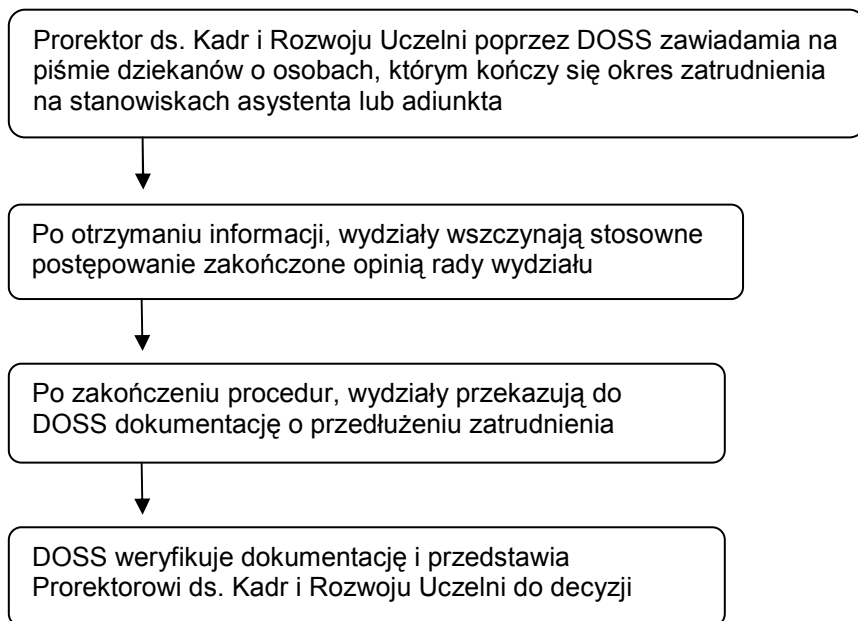 Prorektor ds. Kadr i Rozwoju Uczelni poprzez DOSS zawiadamia na
piśmie dziekanów o osobach, którym kończy się okres zatrudnienia
na stanowiskach asystenta lub adiunkta
Po otrzymaniu informacji, wydziały wszczynają stosowne
postępowanie zakończone opinią rady wydziału
Po zakończeniu procedur, wydziały przekazują do
DOSS dokumentację o przedłużeniu zatrudnienia
DOSS weryfikuje dokumentację i przedstawia
Prorektorowi ds. Kadr i Rozwoju Uczelni do decyzji